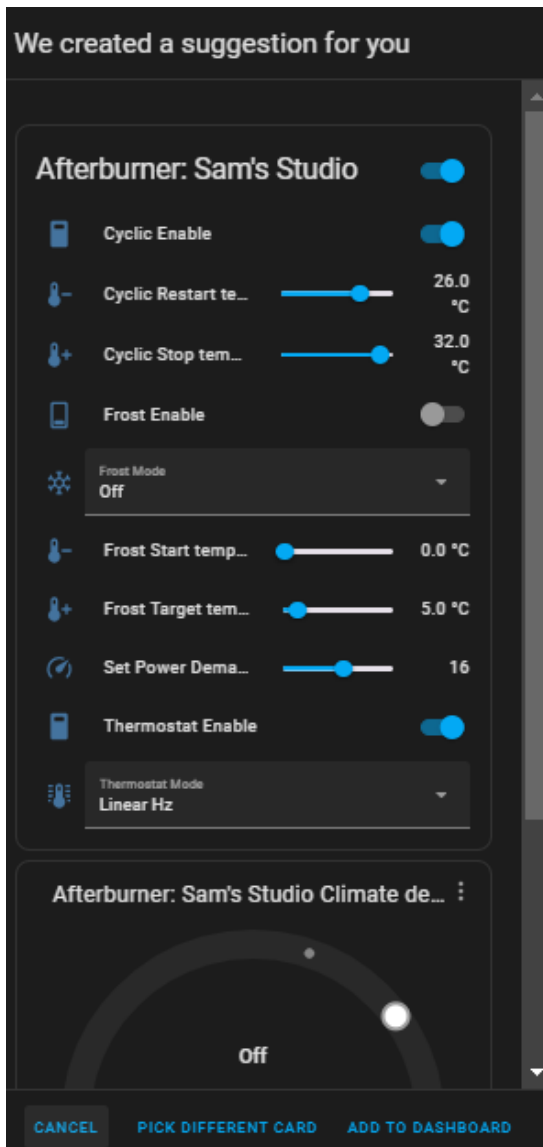 We created a suggestion for you
Afterburner: Sam's Studio
Cyclic Enable
Cyclic Restart te...
26.0
°C
Cyclic Stop tem...
32.0
°C
Frost Enable
Frost Mode
Off
Frost Start temp...
0.0 °C
Frost Target tem...
5.0 °C
Set Power Dema...
16
Thermostat Enable
Thermostat Mode
Linear Hz
Afterburner: Sam's Studio Climate de...
Off
CANCEL
PICK DIFFERENT CARD
ADD TO DASHBOARD